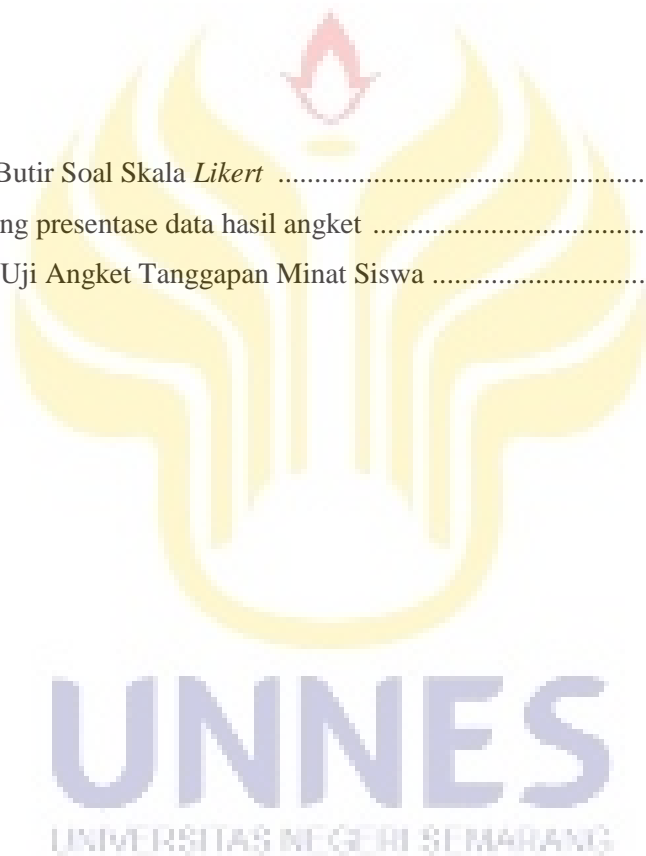 Butir Soal Skala Likert ............................................................
ng presentase data hasil angket ............................................
Uji Angket Tanggapan Minat Siswa ...................................
UNNES
UNIVERSITAS NEGERI SEMARANG